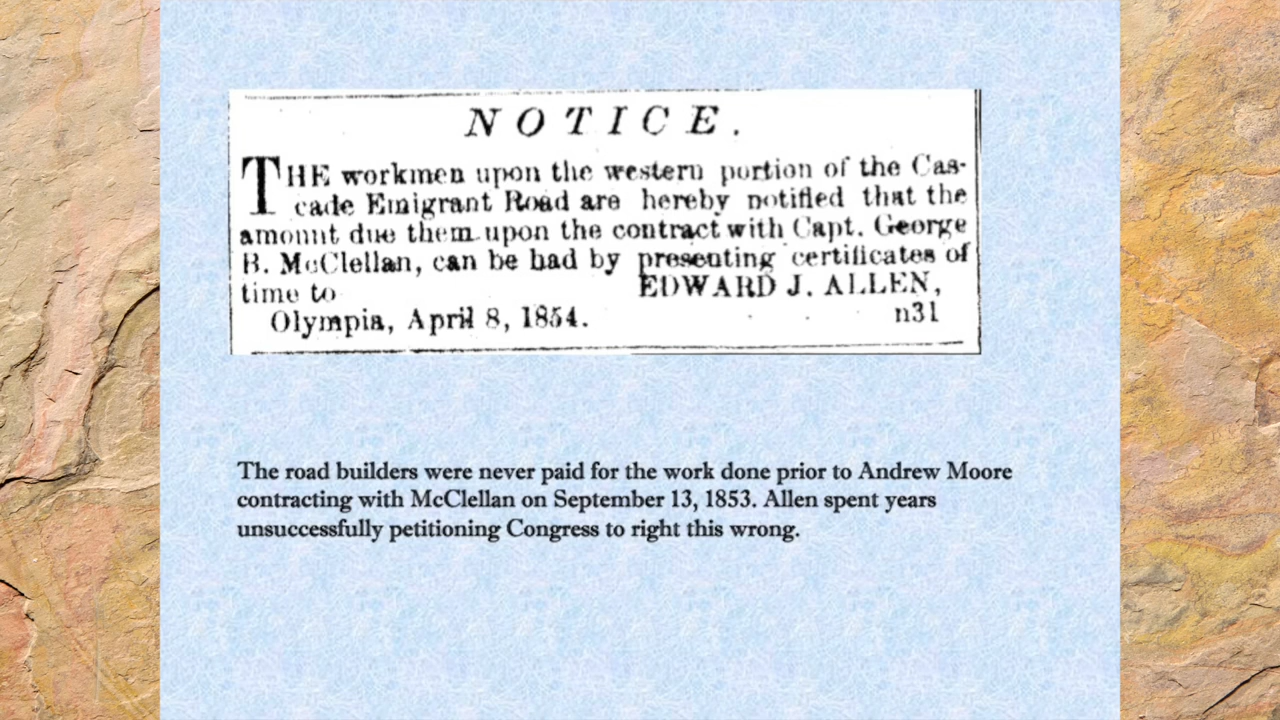 NOTICE.
THE workmen upon the western portion of the Cas-
cade Emigrant Road are hereby notified that the
amount due them upon the contract with Capt. George
B. McClellan, can be had by presenting certificates of
time to EDWARD J. ALLEN,
Olympia, April 8, 1854. n31
The road builders were never paid for the work done prior to Andrew Moore
contracting with McClellan on September 13, 1853. Allen spent years
unsuccessfully petitioning Congress to right this wrong.